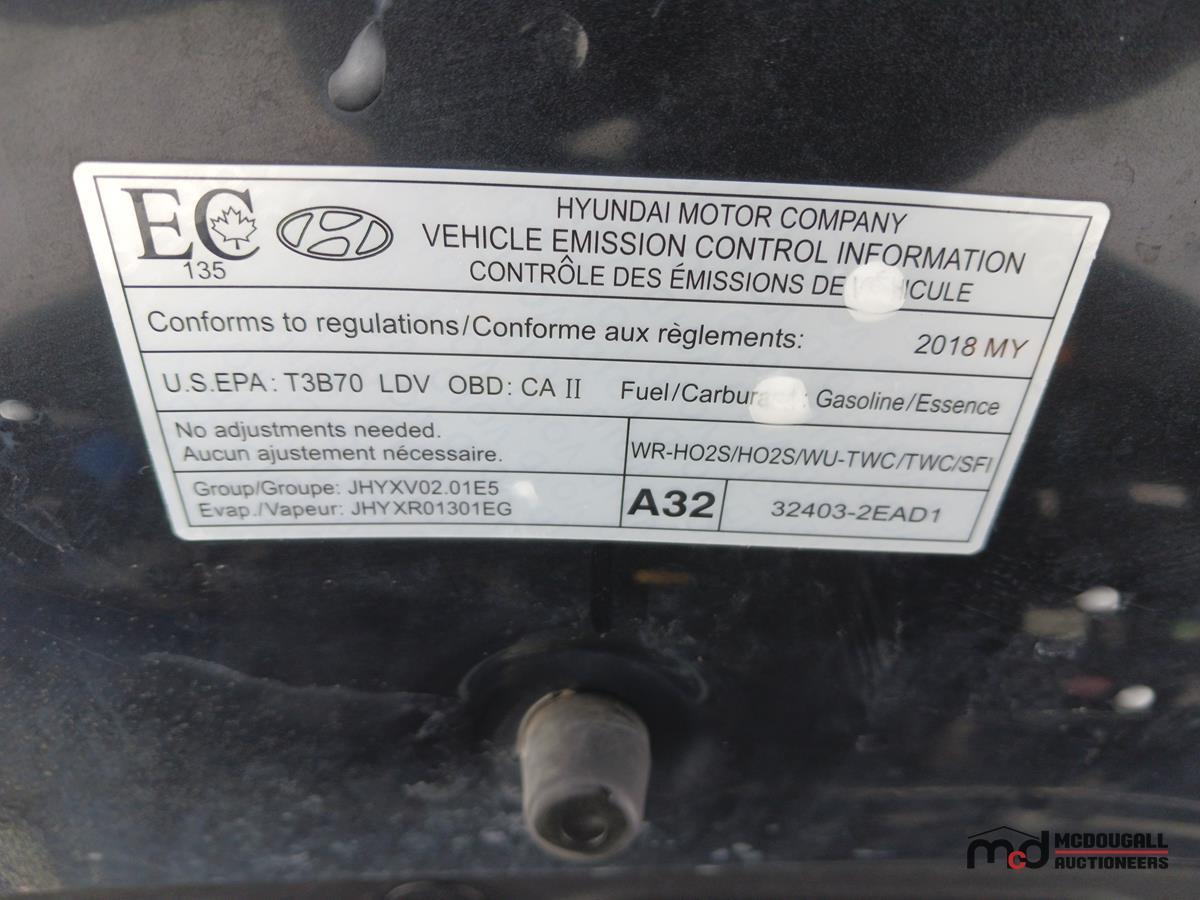 EC
135
HYUNDAI MOTOR COMPANY
VEHICLE EMISSION CONTROL INFORMATION
CONTRÔLE DES ÉMISSIONS DE
Conforms to regulations/Conforme aux règlements: 2018 MY
U.S.EPA: T3B70 LDV OBD: CA II Fuel/ Gasoline/Essence
No adjustments needed.
Aucun ajustement nécessaire.
WR-HO2S/HO2S/WU-TWC/TWC/SFI
Group/Groupe: JHYXV02.01E5
Evap./Vapeur: JHYXR01301EG
A32
32403-2EAD1
mcd MCDOUGALL
AUCTIONEERS